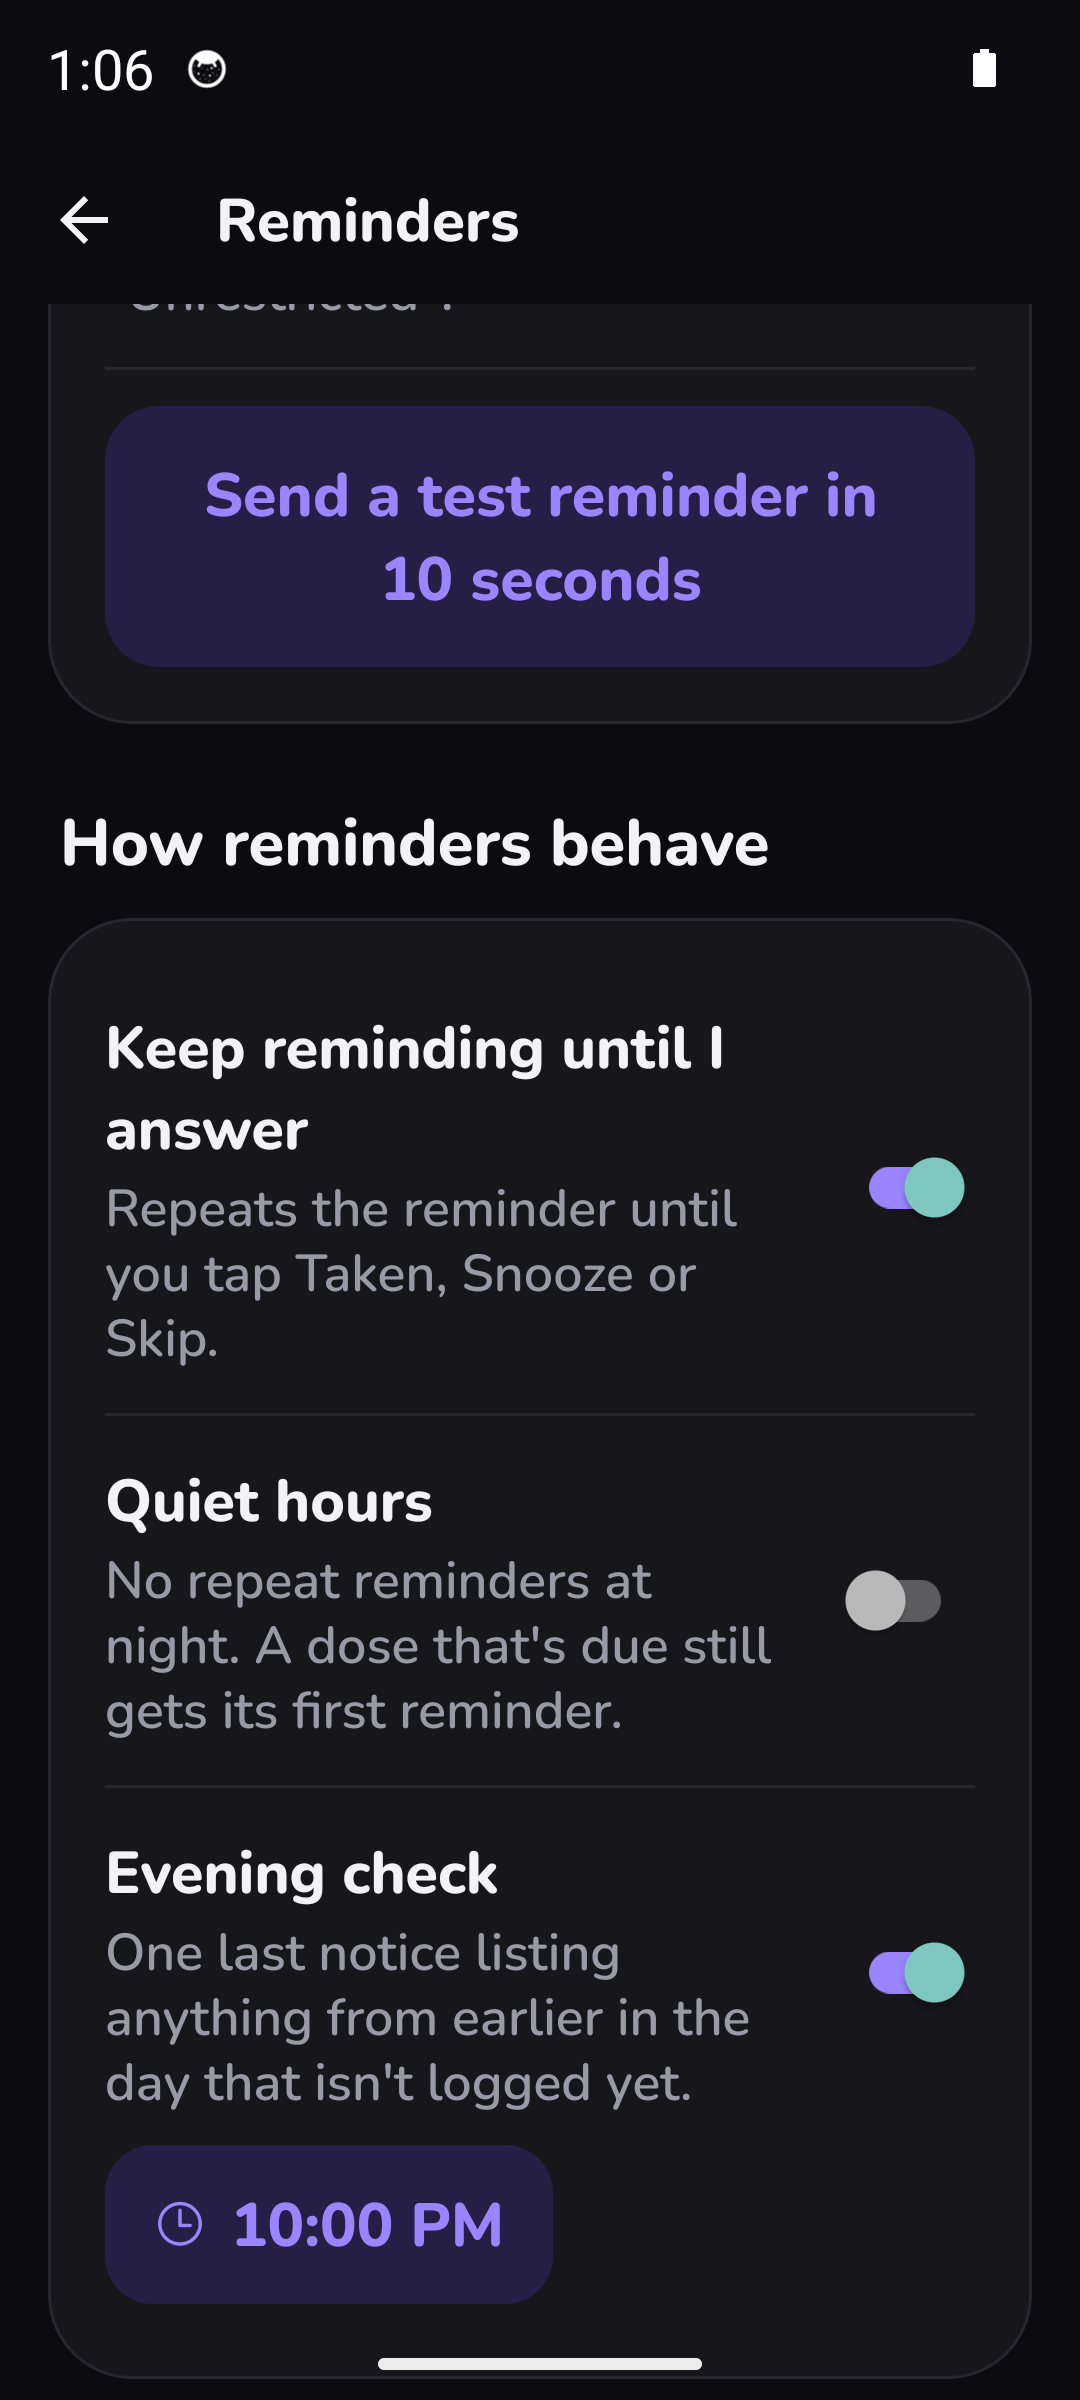 1:06
Reminders
Send a test reminder in
10 seconds
How reminders behave
Keep reminding until I
answer
Repeats the reminder until
you tap Taken, Snooze or
Skip.
Quiet hours
No repeat reminders at
night. A dose that's due still
gets its first reminder.
Evening check
One last notice listing
anything from earlier in the
day that isn't logged yet.
10:00 PM